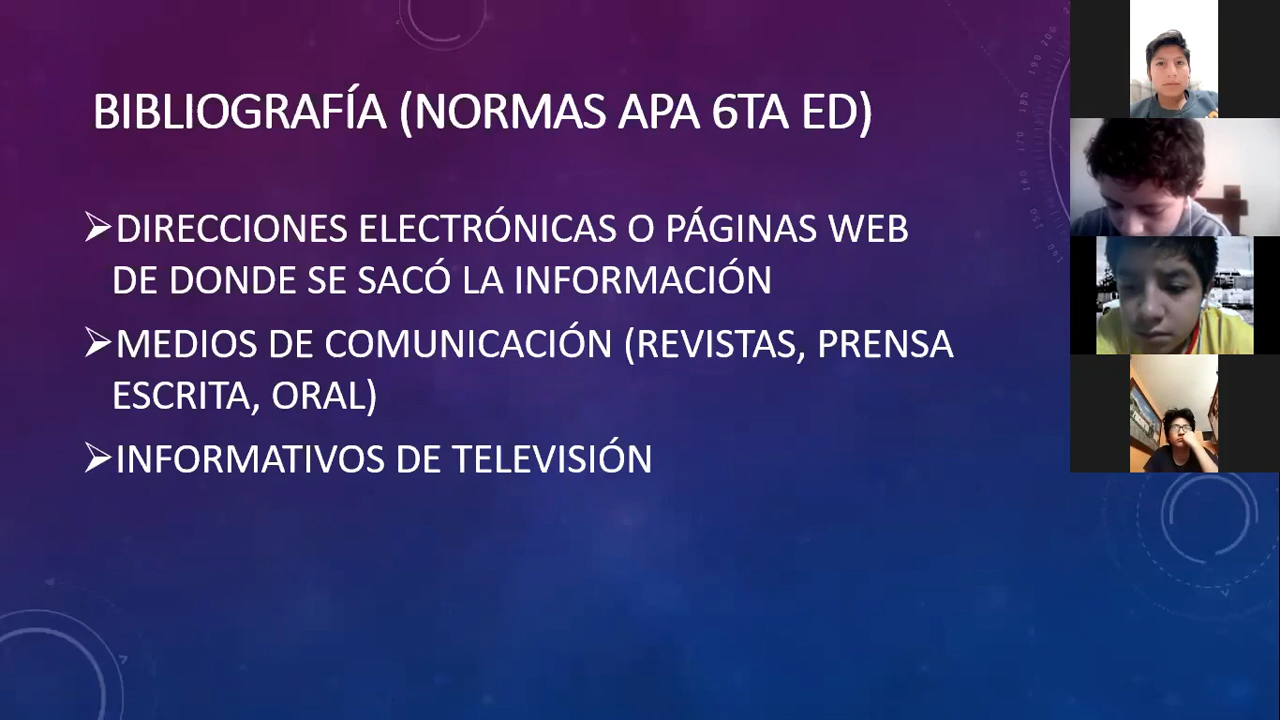 BIBLIOGRAFÍA (NORMAS APA 6TA ED)
DIRECCIONES ELECTRÓNICAS O PÁGINAS WEB
DE DONDE SE SACÓ LA INFORMACIÓN
MEDIOS DE COMUNICACIÓN (REVISTAS, PRENSA
ESCRITA, ORAL)
INFORMATIVOS DE TELEVISIÓN